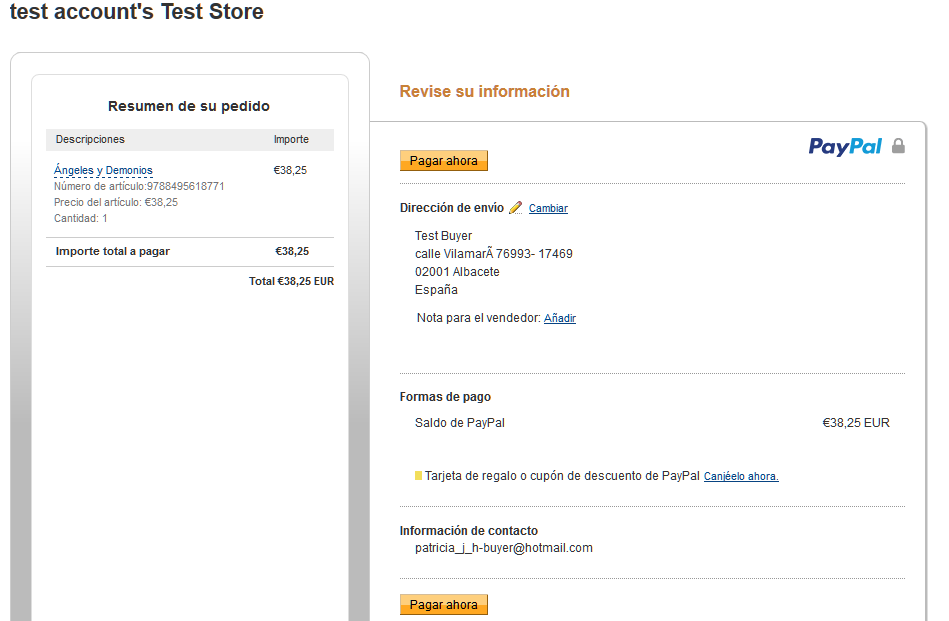 test account's Test Store
Resumen de su pedido
Descripciones Importe
Ángeles y Demonios €38,25
Número de artículo:9788495618771
Precio del artículo: €38,25
Cantidad: 1
Importe total a pagar €38,25
Total €38,25 EUR
Revise su información
PayPal
Pagar ahora
Dirección de envío Cambiar
Test Buyer
calle VilamarÃ 76993- 17469
02001 Albacete
España
Nota para el vendedor: Añadir
Formas de pago
Saldo de PayPal €38,25 EUR
Tarjeta de regalo o cupón de descuento de PayPal Canjéelo ahora.
Información de contacto
patricia_j_h-buyer@hotmail.com
Pagar ahora